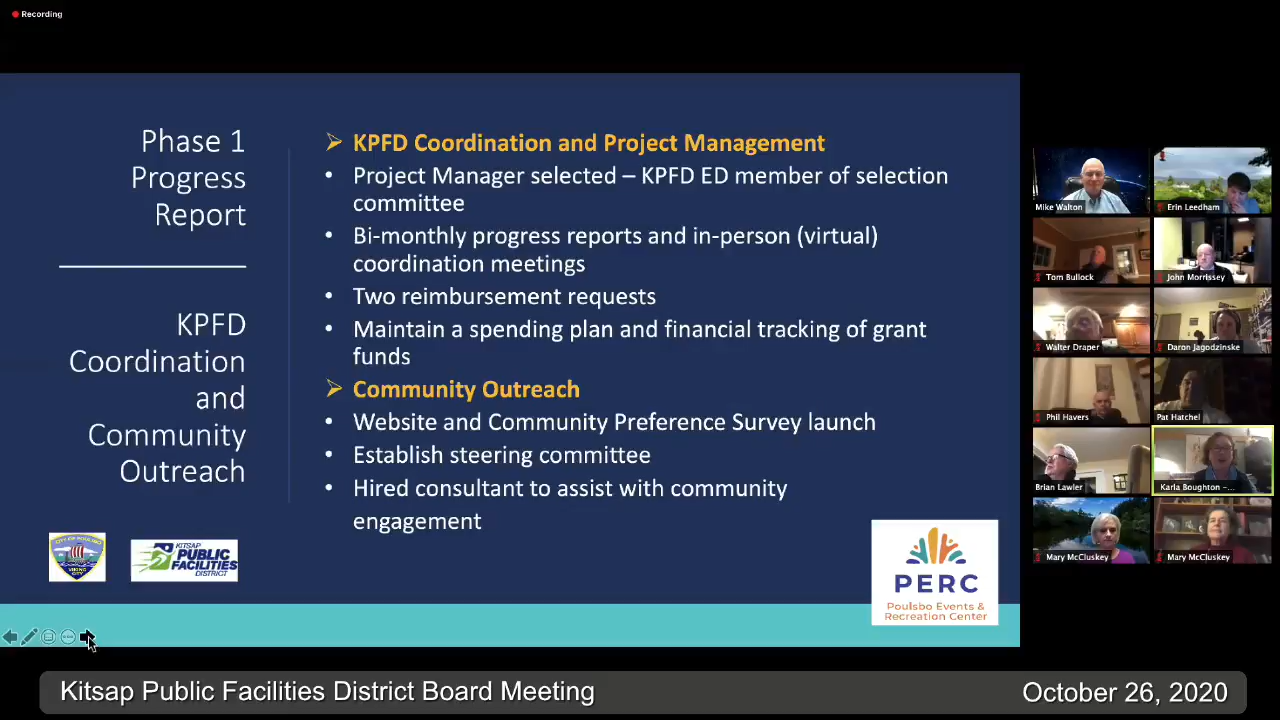 Recording
Phase 1
Progress
Report
KPFD
Coordination
and
Community
Outreach
KPFD Coordination and Project Management
• Project Manager selected – KPFD ED member of selection
committee
• Bi-monthly progress reports and in-person (virtual)
coordination meetings
• Two reimbursement requests
• Maintain a spending plan and financial tracking of grant
funds
Community Outreach
• Website and Community Preference Survey launch
• Establish steering committee
• Hired consultant to assist with community
engagement
CITY OF POULSBO
VIKING
CITY
KITSAP
PUBLIC
FACILITIES
DISTRICT
PERC
Poulsbo Events &
Recreation Center
Mike Walton
Erin Leedham
Tom Bullock
John Morrissey
Walter Draper
Daron Jagodzinske
Phil Havers
Pat Hatchel
Brian Lawler
Karla Boughton –...
Mary McCluskey
Mary McCluskey
Kitsap Public Facilities District Board Meeting
October 26, 2020